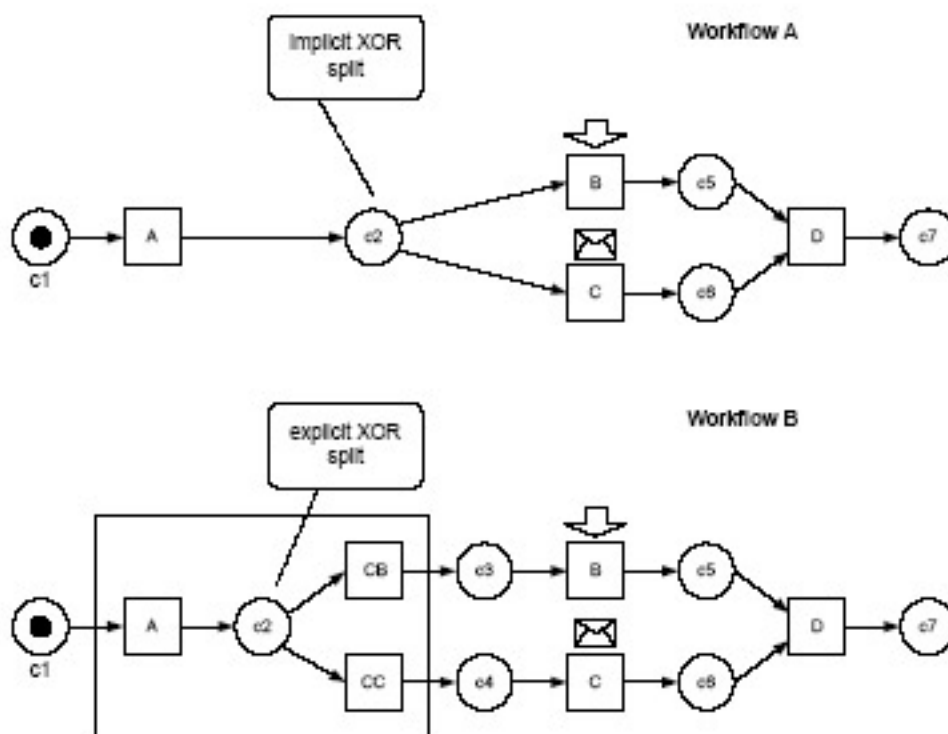 Implicit XOR
split
Workflow A
B
c5
A
c2
D
c7
c1
C
c6
explicit XOR
split
Workflow B
CB
c3
B
c5
A
c2
D
c7
c1
CC
c4
C
c6